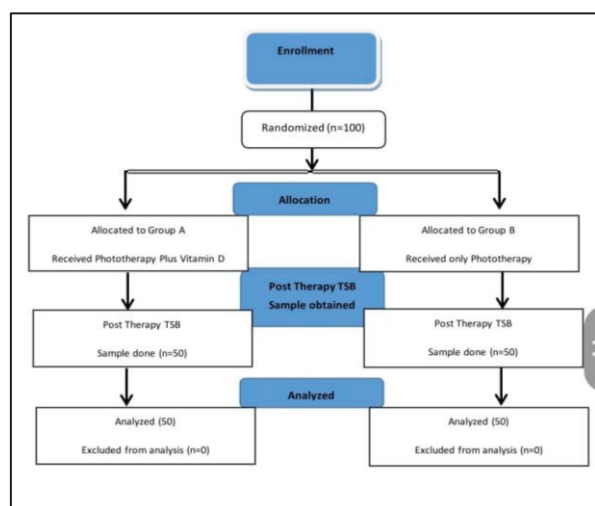 Enrollment
Randomized (n=100)
Allocation
Allocated to Group A
Received Phototherapy Plus Vitamin D
Allocated to Group B
Received only Phototherapy
Post Therapy TSB
Sample obtained
Post Therapy TSB
Sample done (n=50)
Post Therapy TSB
Sample done (n=50)
Analyzed
Analyzed (50)
Excluded from analysis (n=0)
Analyzed (50)
Excluded from analysis (n=0)